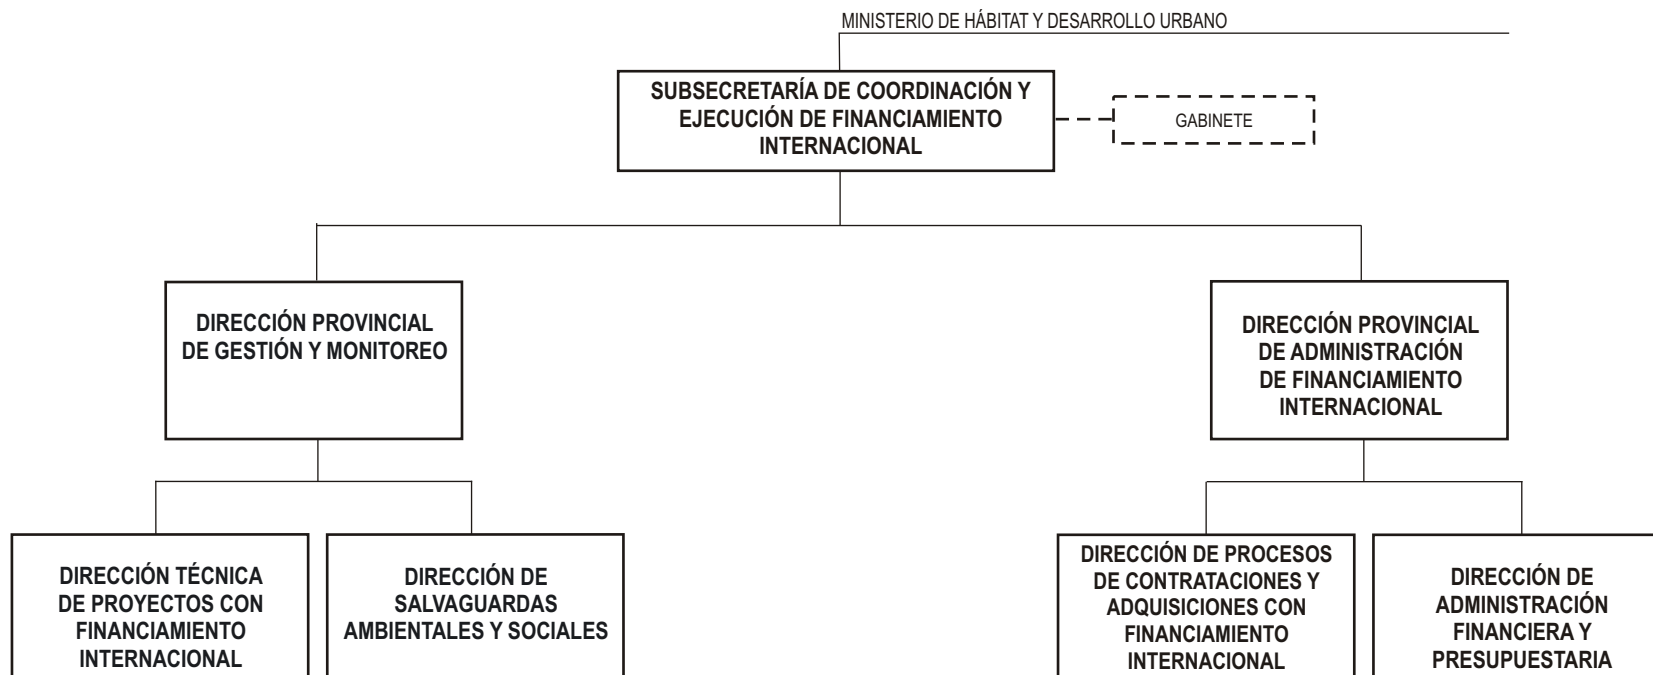 MINISTERIO DE HÁBITAT Y DESARROLLO URBANO
SUBSECRETARÍA DE COORDINACIÓN Y
EJECUCIÓN DE FINANCIAMIENTO
INTERNACIONAL
GABINETE
DIRECCIÓN PROVINCIAL
DE GESTIÓN Y MONITOREO
DIRECCIÓN PROVINCIAL
DE ADMINISTRACIÓN
DE FINANCIAMIENTO
INTERNACIONAL
DIRECCIÓN TÉCNICA
DE PROYECTOS CON
FINANCIAMIENTO
INTERNACIONAL
DIRECCIÓN DE
SALVAGUARDAS
AMBIENTALES Y SOCIALES
DIRECCIÓN DE PROCESOS
DE CONTRATACIONES Y
ADQUISICIONES CON
FINANCIAMIENTO
INTERNACIONAL
DIRECCIÓN DE
ADMINISTRACIÓN
FINANCIERA Y
PRESUPUESTARIA